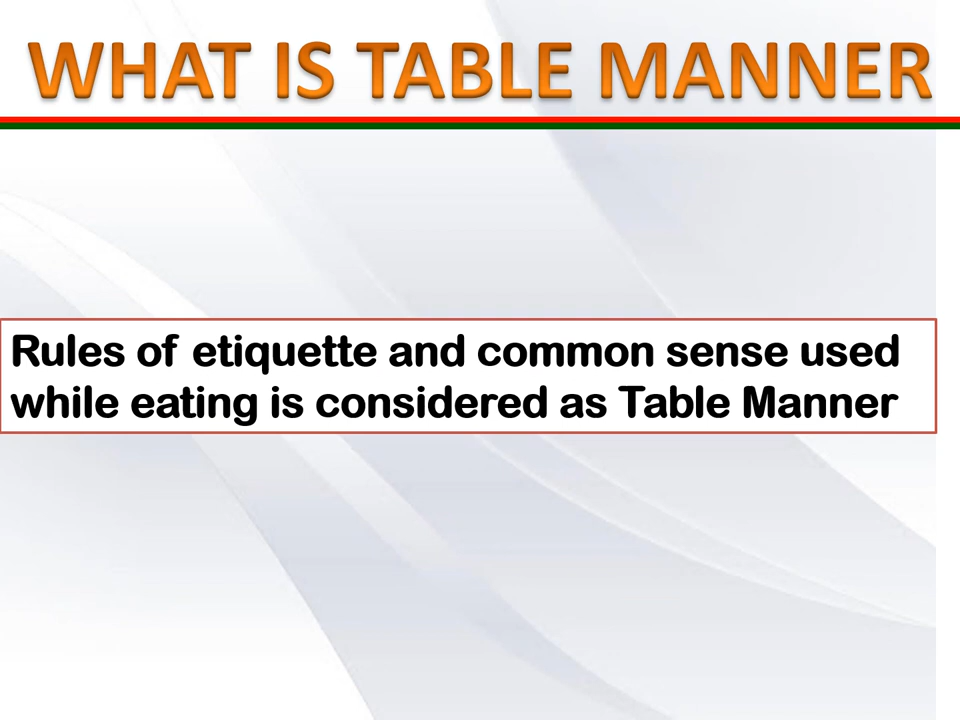 WHAT IS TABLE MANNER
Rules of etiquette and common sense used
while eating is considered as Table Manner